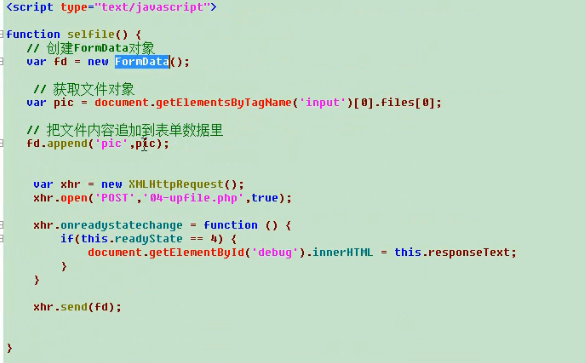 <script type="text/javascript">
function selfile() {
// 创建FormData对象
var fd = new FormData();
// 获取文件对象
var pic = document.getElementsByTagName('input')[0].files[0];
// 把文件内容追加到表单数据里
fd.append('pic',pic);
var xhr = new XMLHttpRequest();
xhr.open('POST','04-upfile.php',true);
xhr.onreadystatechange = function () {
if(this.readyState == 4) {
document.getElementById('debug').innerHTML = this.responseText;
}
}
xhr.send(fd);
}